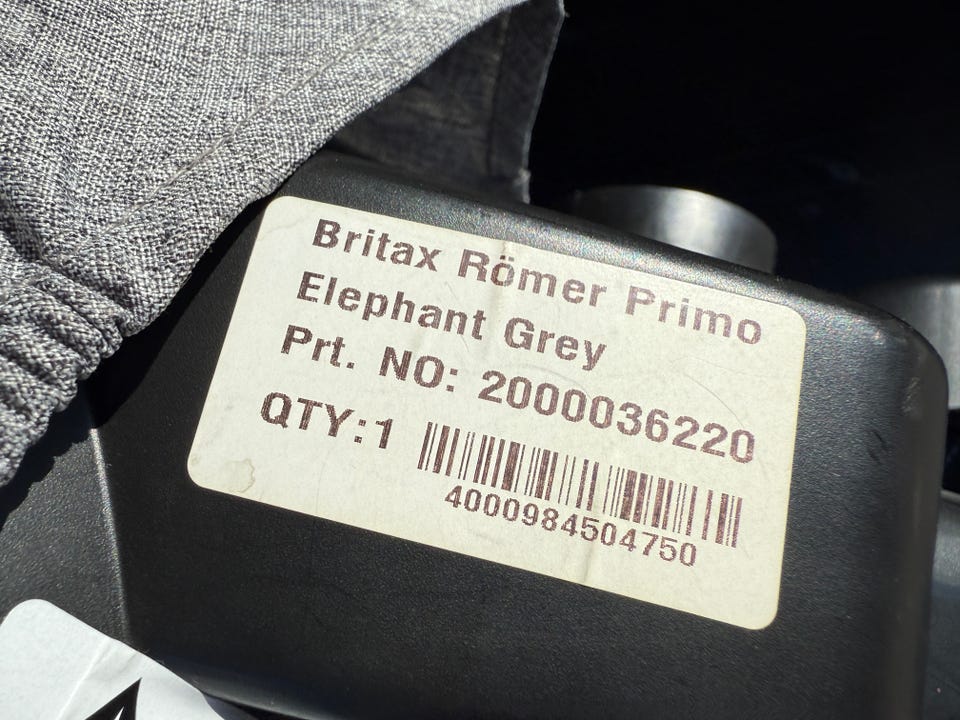 Britax Römer Primo
Elephant Grey
Prt. NO: 2000036220
QTY:1
4000984504750